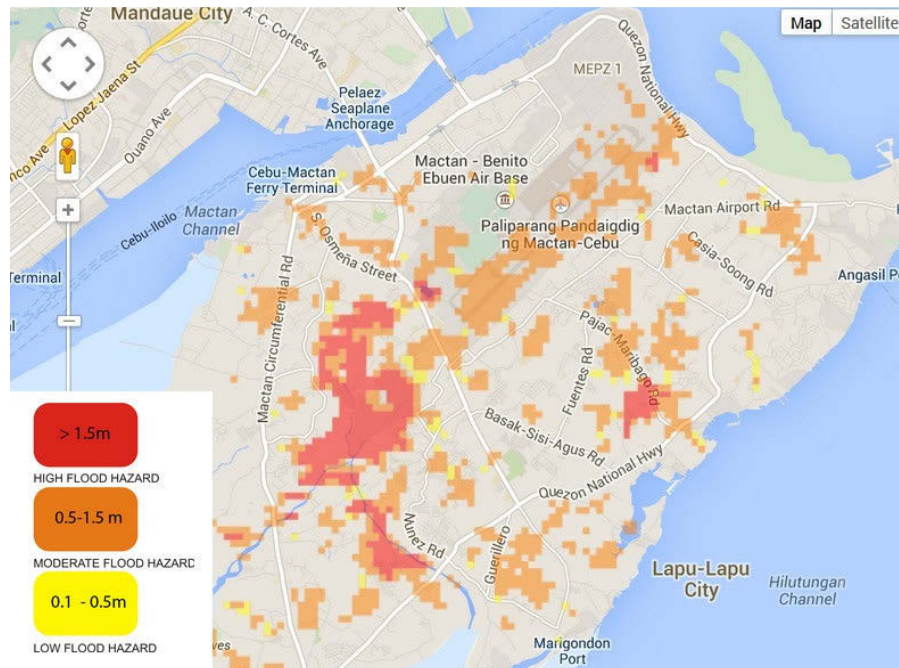 Mandaue City
A. C. Cortes Ave
Lopez Jaena St
Ouano Ave
Pelaez
Seaplane
Anchorage
Cebu-Mactan
Ferry Terminal
Mactan
Channel
Cebu-Iloilo
Terminal
S. Osmeña Street
Mactan Circumferential Rd
Map
Satellite
MEPZ 1
Quezon National Hwy
Mactan - Benito
Ebuen Air Base
Paliparang Pandaigdig
ng Mactan-Cebu
Mactan Airport Rd
Casia-Soong Rd
Angasil
Pajac-Maribago Rd
Fuentes Rd
Basak-Sisi-Agus Rd
Quezon National Hwy
Nunez Rd
Guerillero
Lapu-Lapu
City
Hilutungan
Channel
Marigondon
Port
> 1.5m
HIGH FLOOD HAZARD
0.5-1.5 m
MODERATE FLOOD HAZARD
0.1 - 0.5m
LOW FLOOD HAZARD